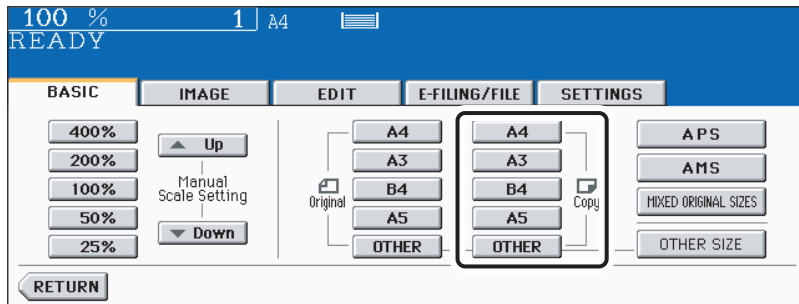 100 % 1 A4
READY
BASIC IMAGE EDIT E-FILING/FILE SETTINGS
400%
200%
100%
50%
25%
Up
Manual
Scale Setting
Down
Original
A4
A3
B4
A5
OTHER
A4
A3
B4
A5
OTHER
Copy
APS
AMS
MIXED ORIGINAL SIZES
OTHER SIZE
RETURN